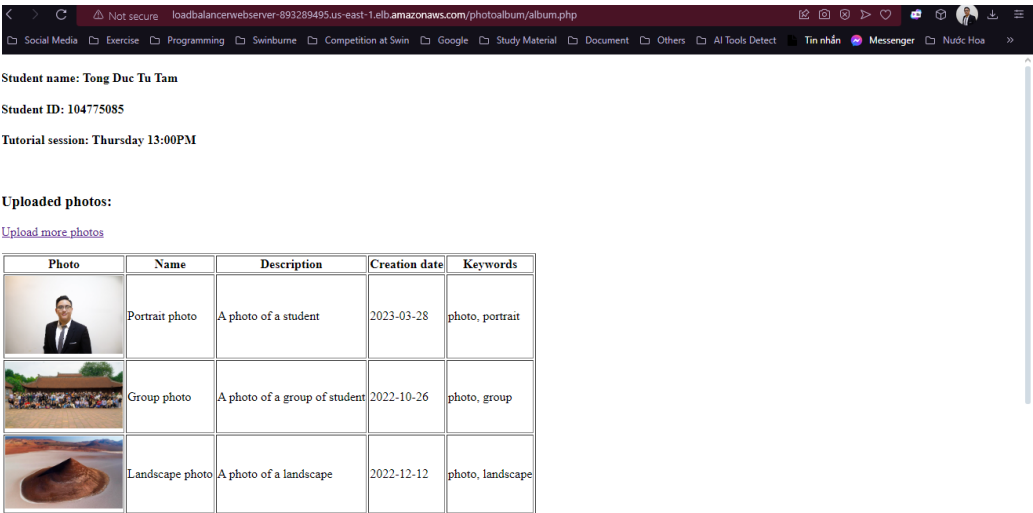 Not secure loadbalancerwebserver-893289495.us-east-1.elb.amazonaws.com/photoalbum/album.php
Social Media Exercise Programming Swinburne Competition at Swin Google Study Material Document Others AI Tools Detect Tin nhắn Messenger Nước Hoa »
Student name: Tong Duc Tu Tam
Student ID: 104775085
Tutorial session: Thursday 13:00PM
Uploaded photos:
Upload more photos
Photo Name Description Creation date Keywords
Portrait photo A photo of a student 2023-03-28 photo, portrait
Group photo A photo of a group of student 2022-10-26 photo, group
Landscape photo A photo of a landscape 2022-12-12 photo, landscape